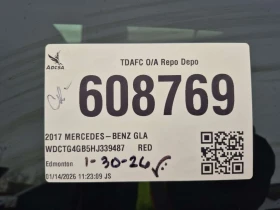 ADESA
TDAFC O/A Repo Depo
608769
2017 MERCEDES-BENZ GLA
WDCTG4GB5HJ339487 RED
Edmonton 1-30-26
01/14/2026 11:23:09 JS